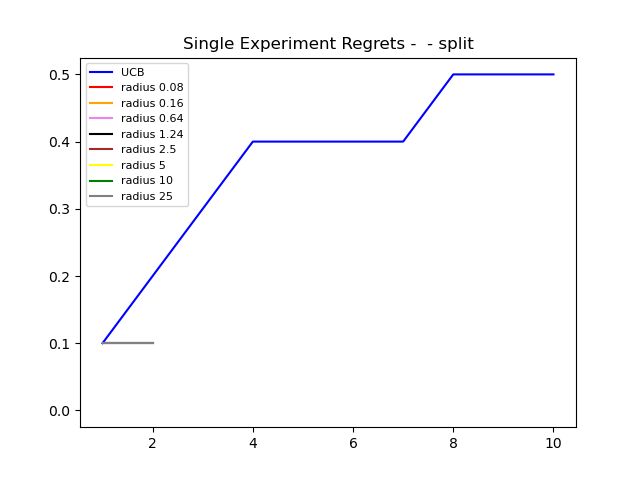 Single Experiment Regrets -  - split
0.5
0.4
0.3
0.2
0.1
0.0
UCB
radius 0.08
radius 0.16
radius 0.64
radius 1.24
radius 2.5
radius 5
radius 10
radius 25
2 4 6 8 10